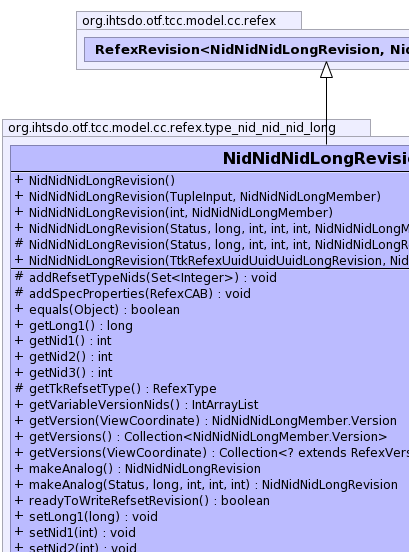 org.ihtsdo.otf.tcc.model.cc.refex
RefexRevision<NidNidNidLongRevision, Nid
org.ihtsdo.otf.tcc.model.cc.refex.type_nid_nid_nid_long
NidNidNidLongRevisi
+ NidNidNidLongRevision()
+ NidNidNidLongRevision(TupleInput, NidNidNidLongMember)
+ NidNidNidLongRevision(int, NidNidNidLongMember)
+ NidNidNidLongRevision(Status, long, int, int, int, NidNidNidLongM
# NidNidNidLongRevision(Status, long, int, int, int, NidNidNidLongR
+ NidNidNidLongRevision(TtkRefexUuidUuidUuidLongRevision, Nid
# addRefsetTypeNids(Set<Integer>) : void
# addSpecProperties(RefexCAB) : void
+ equals(Object) : boolean
+ getLong1() : long
+ getNid1() : int
+ getNid2() : int
+ getNid3() : int
# getTkRefsetType() : RefexType
+ getVariableVersionNids() : IntArrayList
+ getVersion(ViewCoordinate) : NidNidNidLongMember.Version
+ getVersions() : Collection<NidNidNidLongMember.Version>
+ getVersions(ViewCoordinate) : Collection<? extends RefexVers
+ makeAnalog() : NidNidNidLongRevision
+ makeAnalog(Status, long, int, int, int) : NidNidNidLongRevision
+ readyToWriteRefsetRevision() : boolean
+ setLong1(long) : void
+ setNid1(int) : void
+ setNid2(int) : void